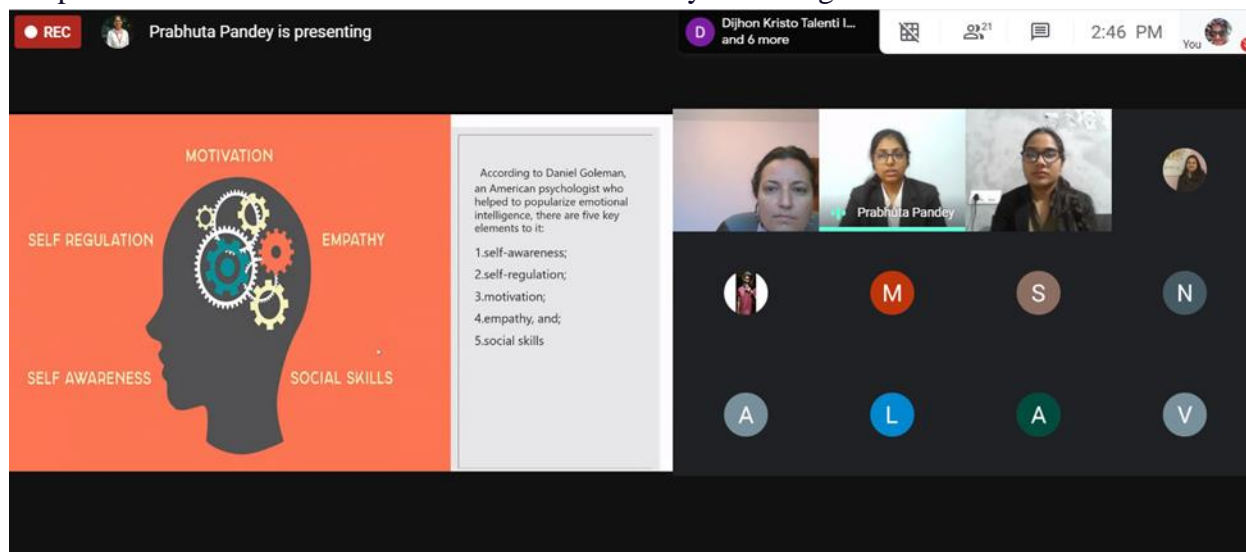 REC
Prabhuta Pandey is presenting
Dijhon Kristo Talenti I...
and 6 more
21
2:46 PM
You
MOTIVATION
SELF REGULATION
EMPATHY
SELF AWARENESS
SOCIAL SKILLS
According to Daniel Goleman,
an American psychologist who
helped to popularize emotional
intelligence, there are five key
elements to it:
1.self-awareness;
2.self-regulation;
3.motivation;
4.empathy, and;
5.social skills
Prabhuta Pandey
D
M
S
N
A
L
A
V